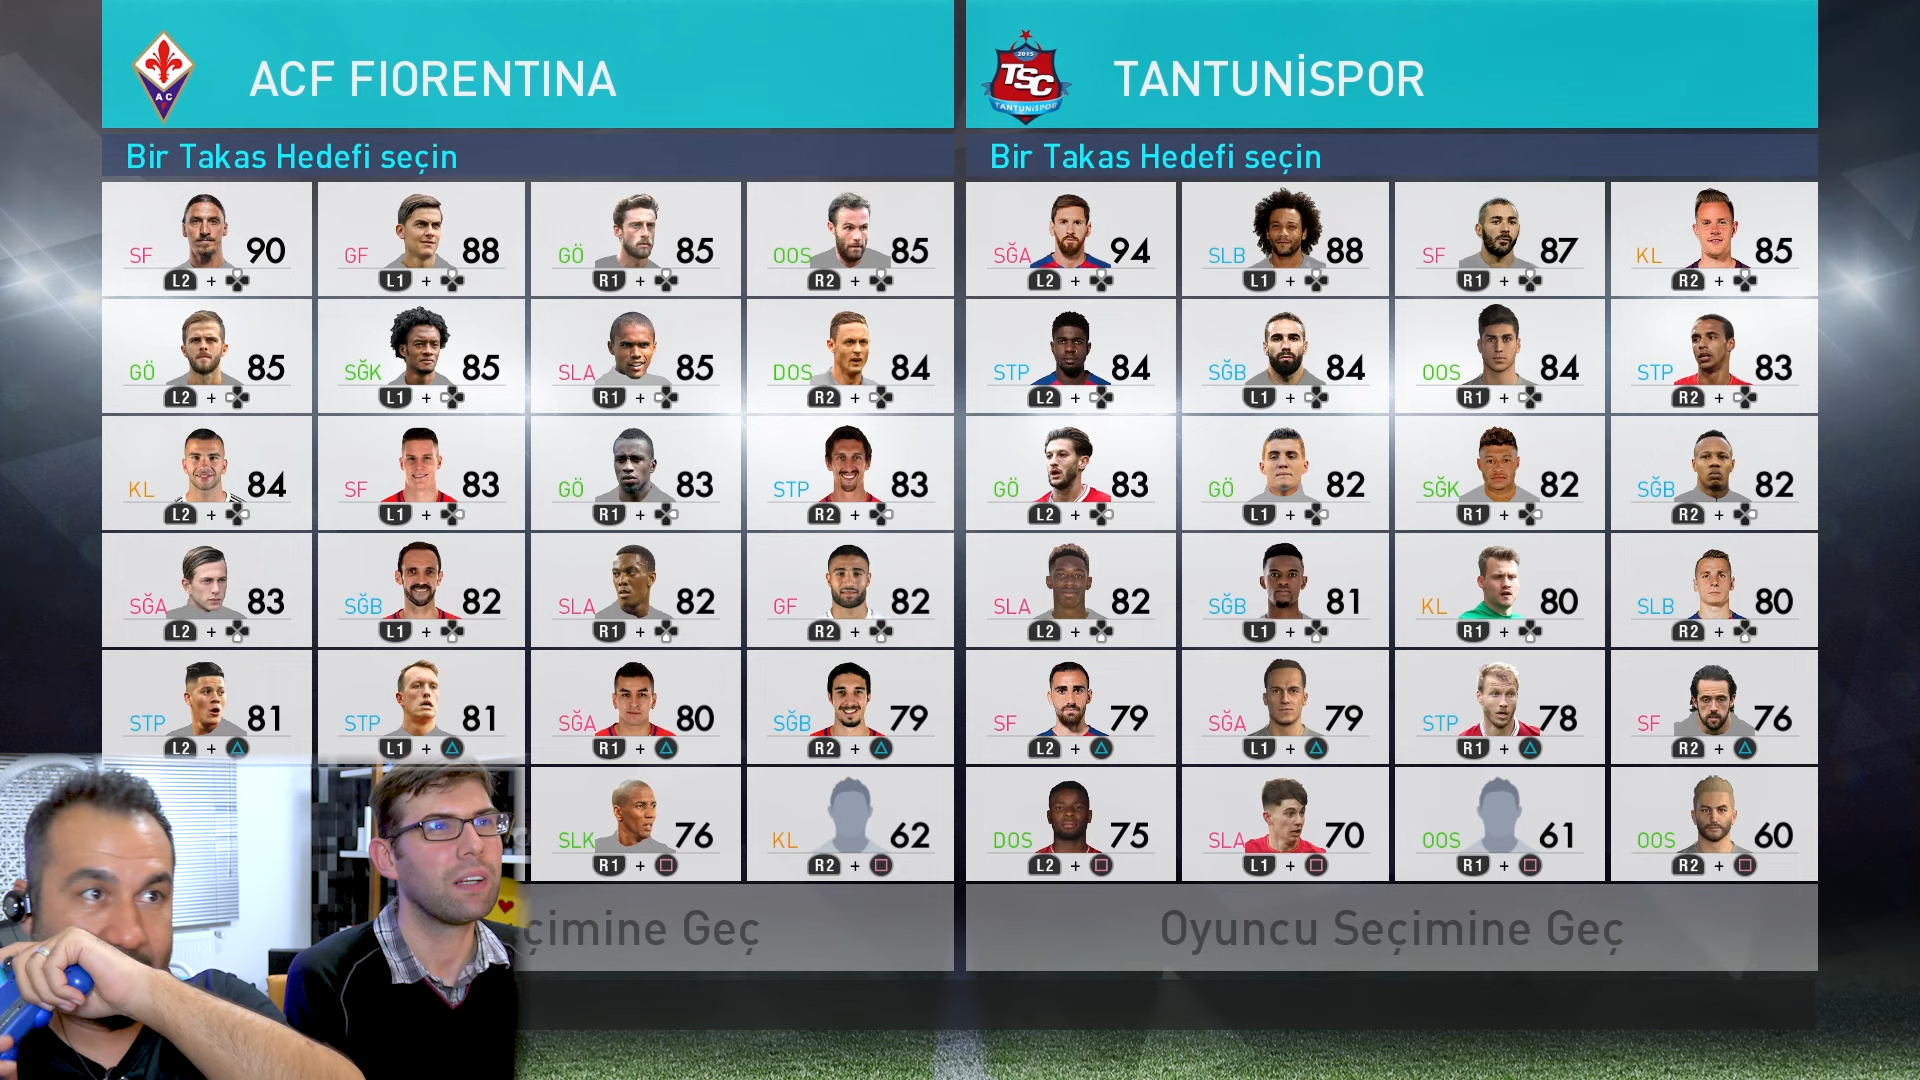 ACF FIORENTINA
Bir Takas Hedefi seçin
SF 90 GF 88 GÖ 85 OOS 85
L2 + L1 + R1 + R2 +
GÖ 85 SĞK 85 SLA 85 DOS 84
L2 + L1 + R1 + R2 +
KL 84 SF 83 GÖ 83 STP 83
L2 + L1 + R1 + R2 +
SĞA 83 SĞB 82 SLA 82 GF 82
L2 + L1 + R1 + R2 +
STP 81 STP 81 SĞA 80 SĞB 79
L2 + L1 + R1 + R2 +
SLK 76 KL 62
R1 + R2 +
çimine Geç
2015
TSC
TANTUNİSPOR
TANTUNİSPOR
Bir Takas Hedefi seçin
SĞA 94 SLB 88 SF 87 KL 85
L2 + L1 + R1 + R2 +
STP 84 SĞB 84 OOS 84 STP 83
L2 + L1 + R1 + R2 +
GÖ 83 GÖ 82 SĞK 82 SĞB 82
L2 + L1 + R1 + R2 +
SLA 82 SĞB 81 KL 80 SLB 80
L2 + L1 + R1 + R2 +
SF 79 SĞA 79 STP 78 SF 76
L2 + L1 + R1 + R2 +
DOS 75 SLA 70 OOS 61 OOS 60
L2 + L1 + R1 + R2 +
Oyuncu Seçimine Geç
AC
F